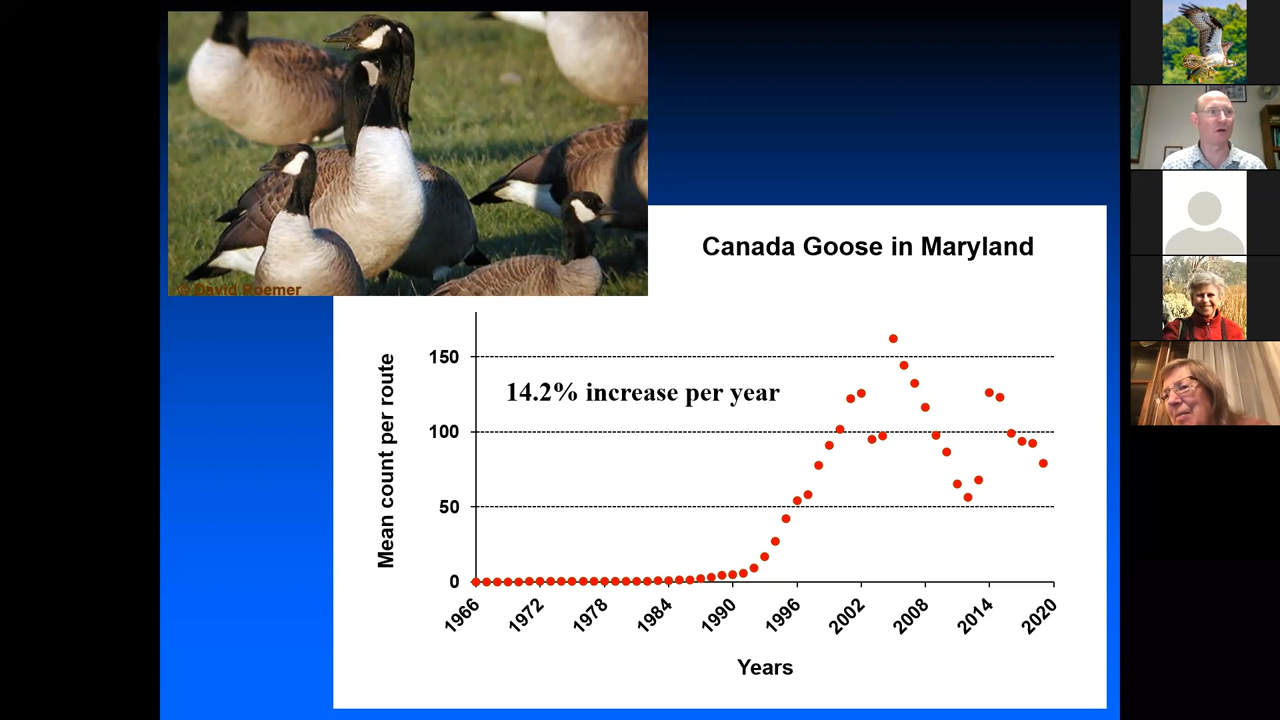 © David Roemer
Canada Goose in Maryland
14.2% increase per year
Mean count per route
150
100
50
0
1966
1972
1978
1984
1990
1996
2002
2008
2014
2020
Years